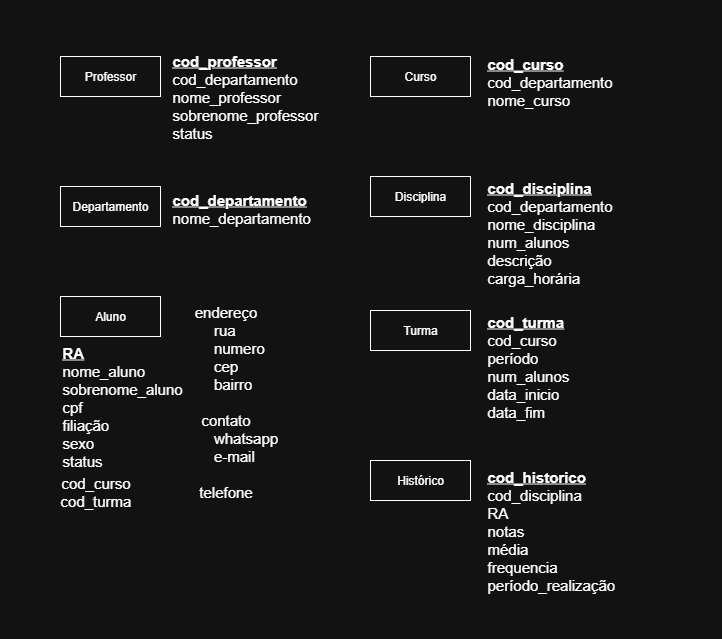 Professor
cod_professor
cod_departamento
nome_professor
sobrenome_professor
status
Curso
cod_curso
cod_departamento
nome_curso
Departamento
cod_departamento
nome_departamento
Disciplina
cod_disciplina
cod_departamento
nome_disciplina
num_alunos
descrição
carga_horária
Aluno
RA
nome_aluno
sobrenome_aluno
cpf
filiação
sexo
status
cod_curso
cod_turma
endereço
rua
numero
cep
bairro
contato
whatsapp
e-mail
telefone
Turma
cod_turma
cod_curso
período
num_alunos
data_inicio
data_fim
Histórico
cod_historico
cod_disciplina
RA
notas
média
frequencia
período_realização